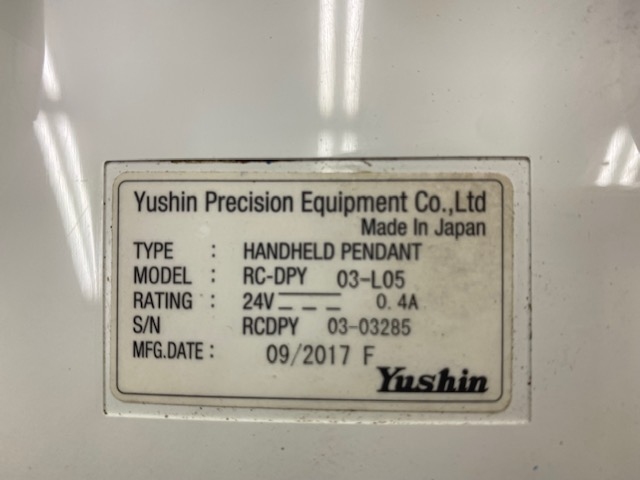 Yushin Precision Equipment Co.,Ltd
Made In Japan
TYPE : HANDHELD PENDANT
MODEL : RC-DPY 03-L05
RATING : 24V ⎓ 0.4A
S/N RCDPY 03-03285
MFG.DATE : 09/2017 F
Yushin